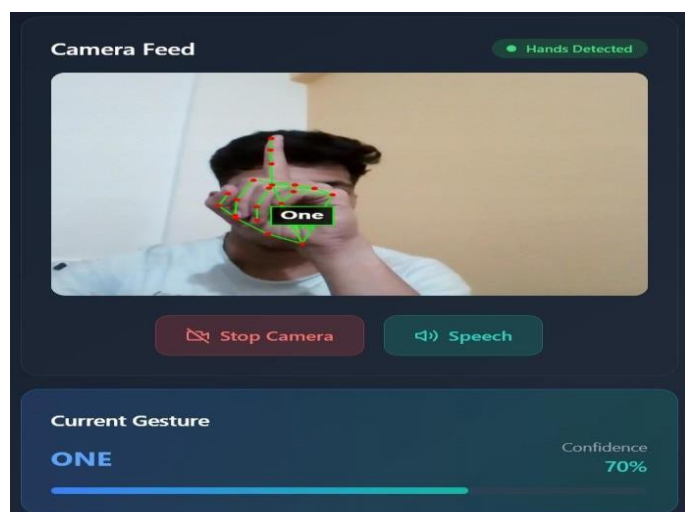 Camera Feed
Hands Detected
One
Stop Camera
Speech
Current Gesture
ONE
Confidence
70%